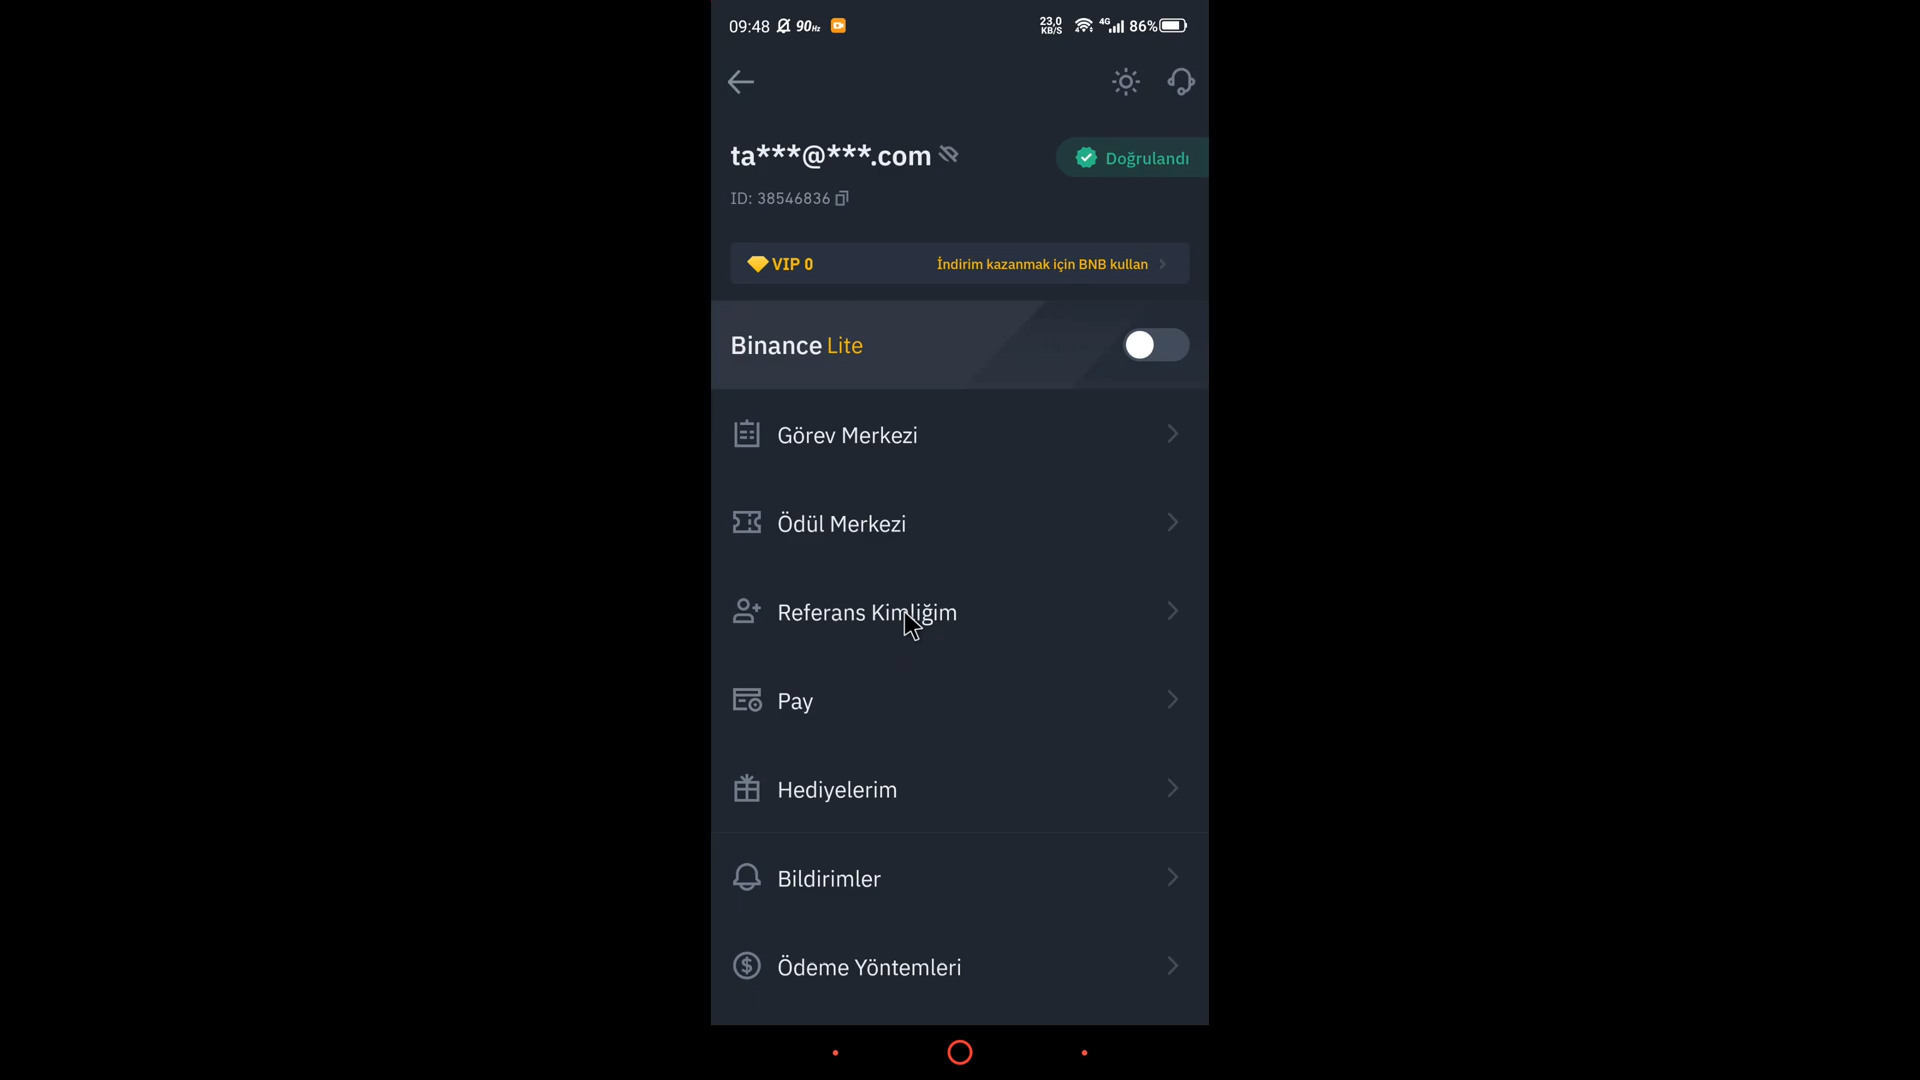 09:48 90Hz 23,0 KB/S 4G 86%
ta***@***.com Doğrulandı
ID: 38546836
VIP 0 İndirim kazanmak için BNB kullan
Binance Lite
Görev Merkezi
Ödül Merkezi
Referans Kimliğim
Pay
Hediyelerim
Bildirimler
Ödeme Yöntemleri